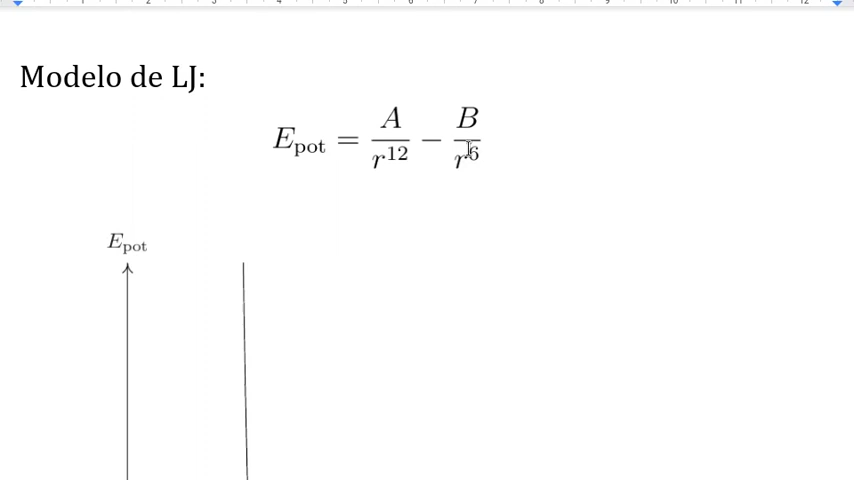 Modelo de LJ:
E_pot = A/r^12 − B/r^6
E_pot